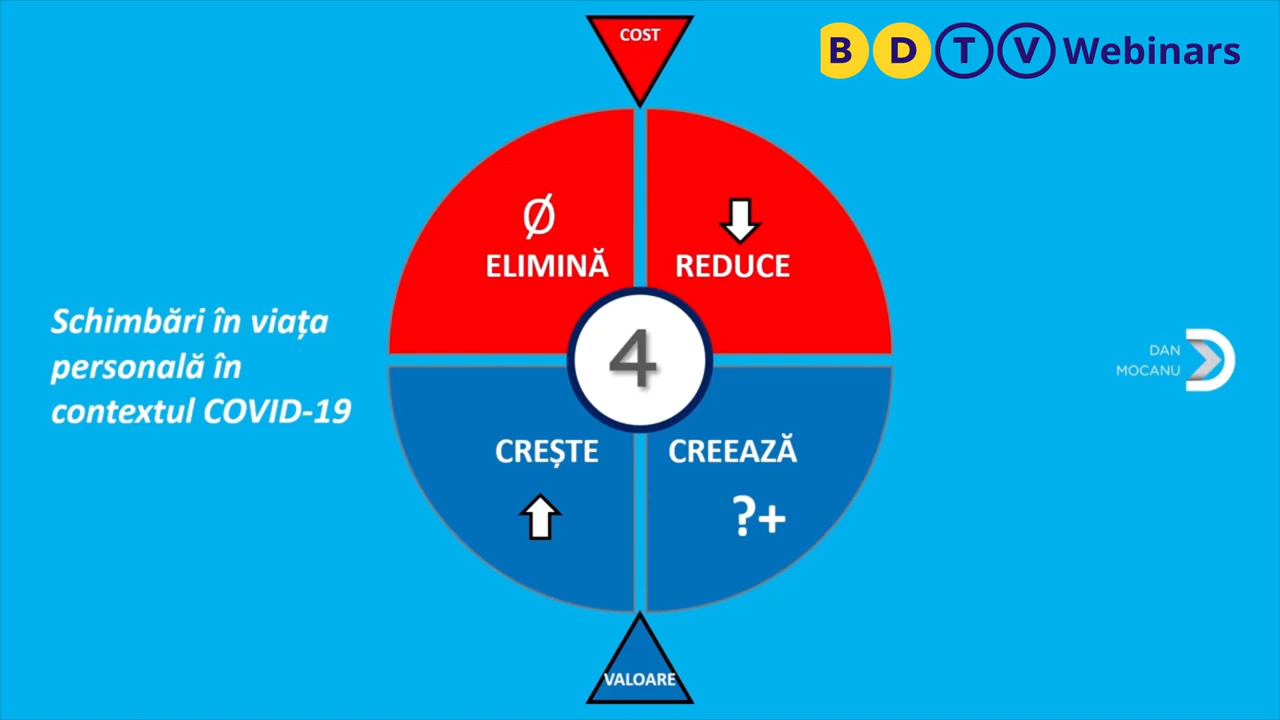 COST
BDTV Webinars
Ø
ELIMINĂ
REDUCE
Schimbări în viața
personală în
contextul COVID-19
4
DAN
MOCANU
CREȘTE
CREEAZĂ
?+
VALOARE